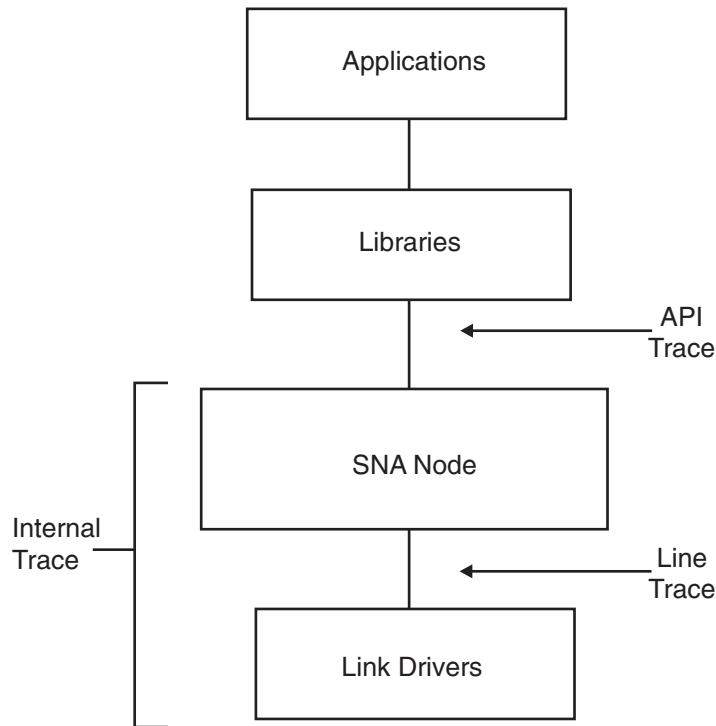 Applications
Libraries
API
Trace
SNA Node
Internal
Trace
Line
Trace
Link Drivers